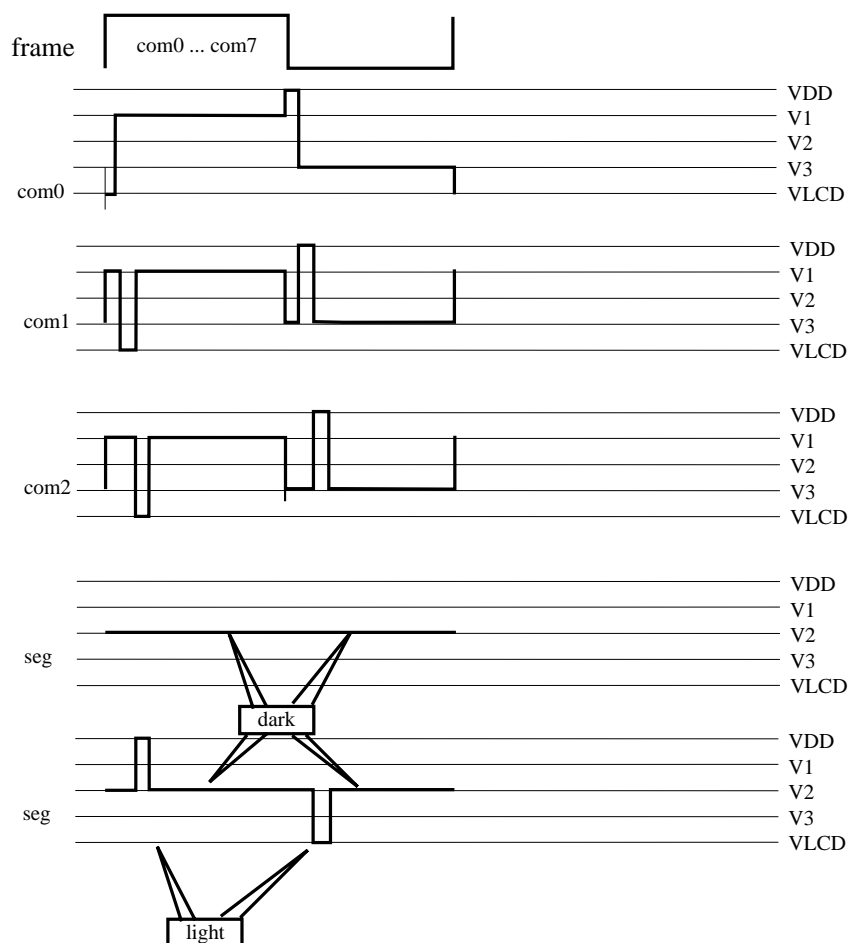 frame
com0 ... com7
VDD
V1
V2
V3
com0
VLCD
VDD
V1
V2
com1
V3
VLCD
VDD
V1
V2
com2
V3
VLCD
VDD
V1
V2
seg
V3
VLCD
dark
VDD
V1
V2
seg
V3
VLCD
light